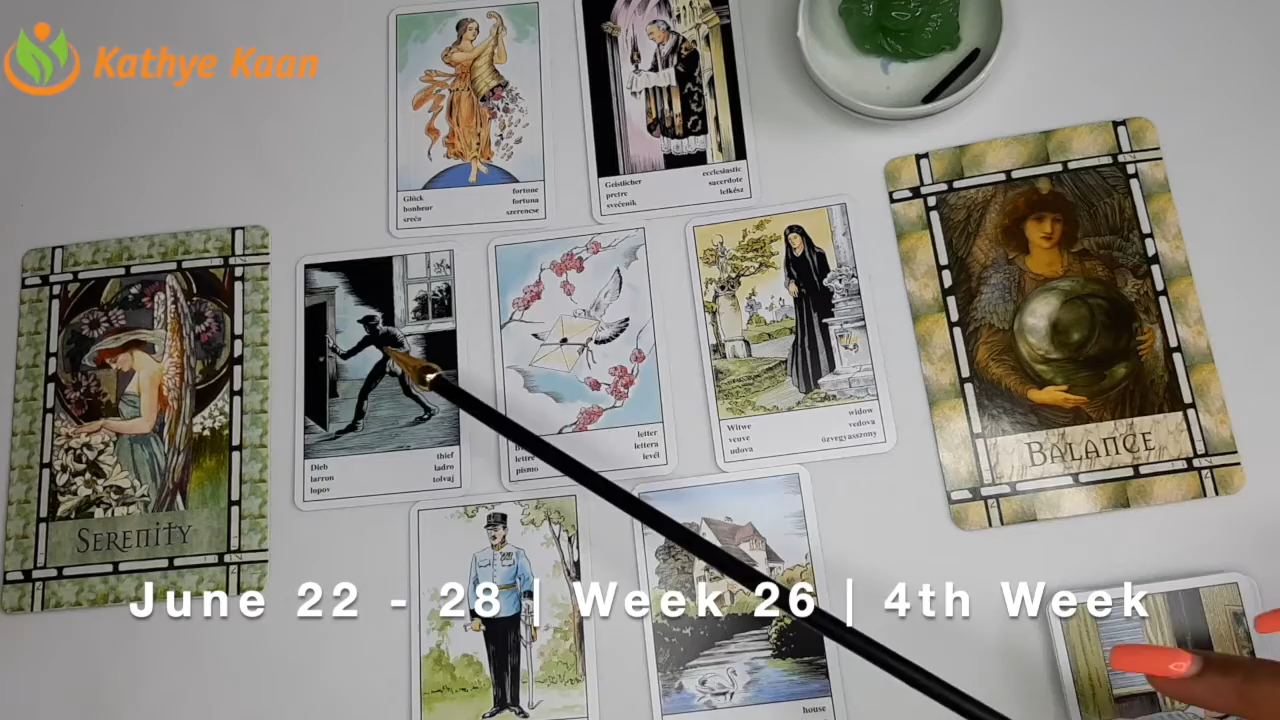 Kathye Kaan
Glück fortune
bonheur fortuna
sreća szerencse
Geistlicher ecclesiastic
pretre sacerdote
svećenik lelkész
Dieb thief
larron ladro
lopov tolvaj
letter
lettre lettera
pismo levél
Witwe widow
veuve vedova
udova özvegyasszony
SERENITY
BALANCE
house
June 22 - 28 | Week 26 | 4th Week